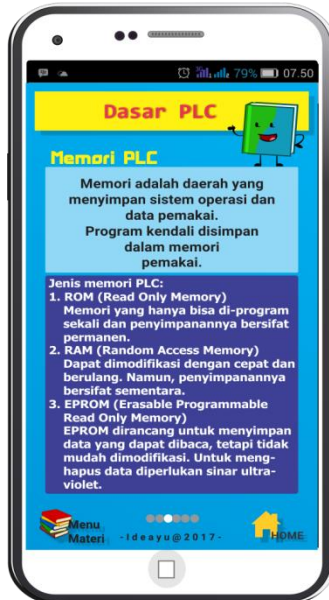 79% 07.50
Dasar PLC
Memori PLC
Memori adalah daerah yang
menyimpan sistem operasi dan
data pemakai.
Program kendali disimpan
dalam memori
pemakai.
Jenis memori PLC:
1. ROM (Read Only Memory)
Memori yang hanya bisa di-program
sekali dan penyimpanannya bersifat
permanen.
2. RAM (Random Access Memory)
Dapat dimodifikasi dengan cepat dan
berulang. Namun, penyimpanannya
bersifat sementara.
3. EPROM (Erasable Programmable
Read Only Memory)
EPROM dirancang untuk menyimpan
data yang dapat dibaca, tetapi tidak
mudah dimodifikasi. Untuk meng-
hapus data diperlukan sinar ultra-
violet.
Menu
Materi
-Ideayu@2017-
HOME